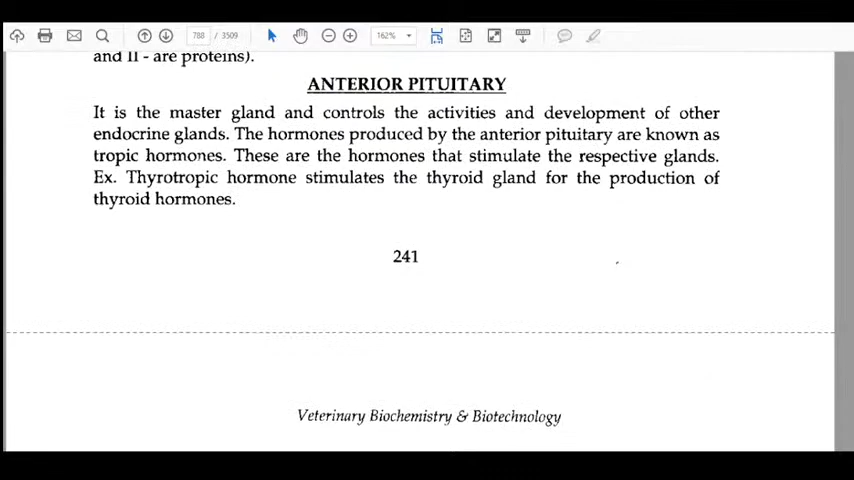 788 / 3509
162%
and II - are proteins).
ANTERIOR PITUITARY
It is the master gland and controls the activities and development of other
endocrine glands. The hormones produced by the anterior pituitary are known as
tropic hormones. These are the hormones that stimulate the respective glands.
Ex. Thyrotropic hormone stimulates the thyroid gland for the production of
thyroid hormones.
241
Veterinary Biochemistry & Biotechnology